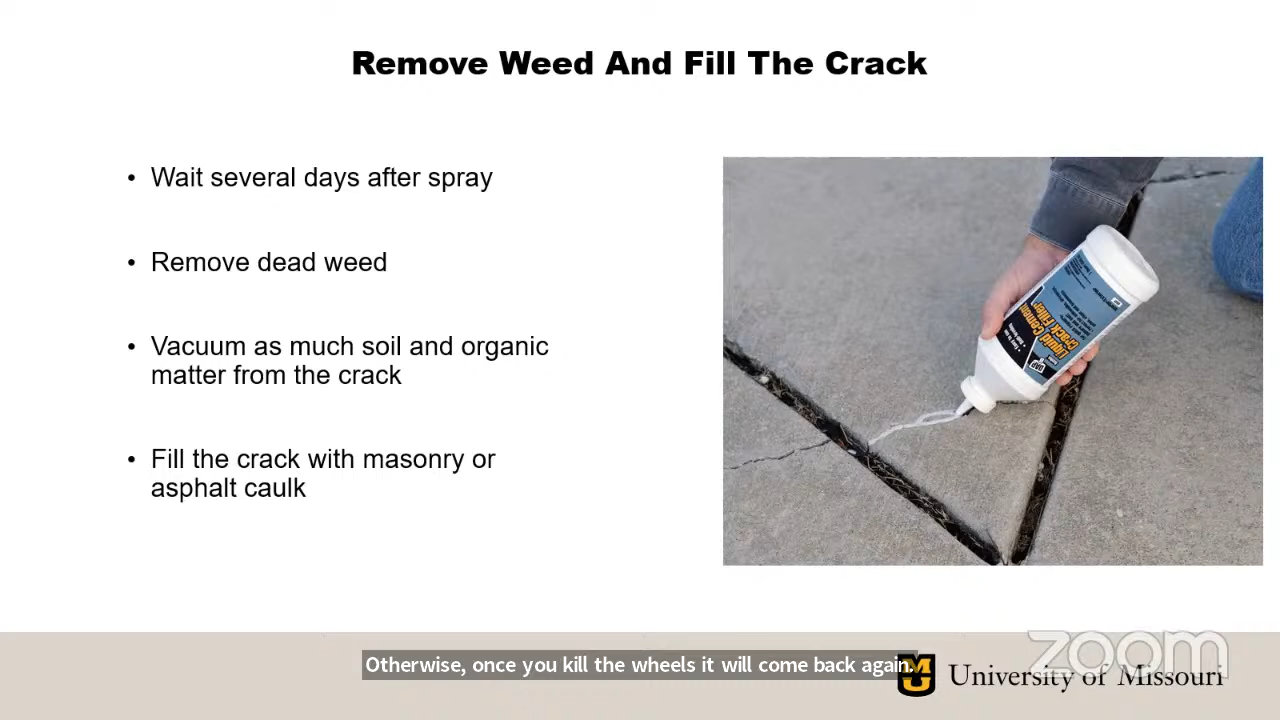 Remove Weed And Fill The Crack
• Wait several days after spray
• Remove dead weed
• Vacuum as much soil and organic
matter from the crack
• Fill the crack with masonry or
asphalt caulk
Liquid Cement
Crack Filler
DAP
zoom
Otherwise, once you kill the wheels it will come back again.
University of Missouri